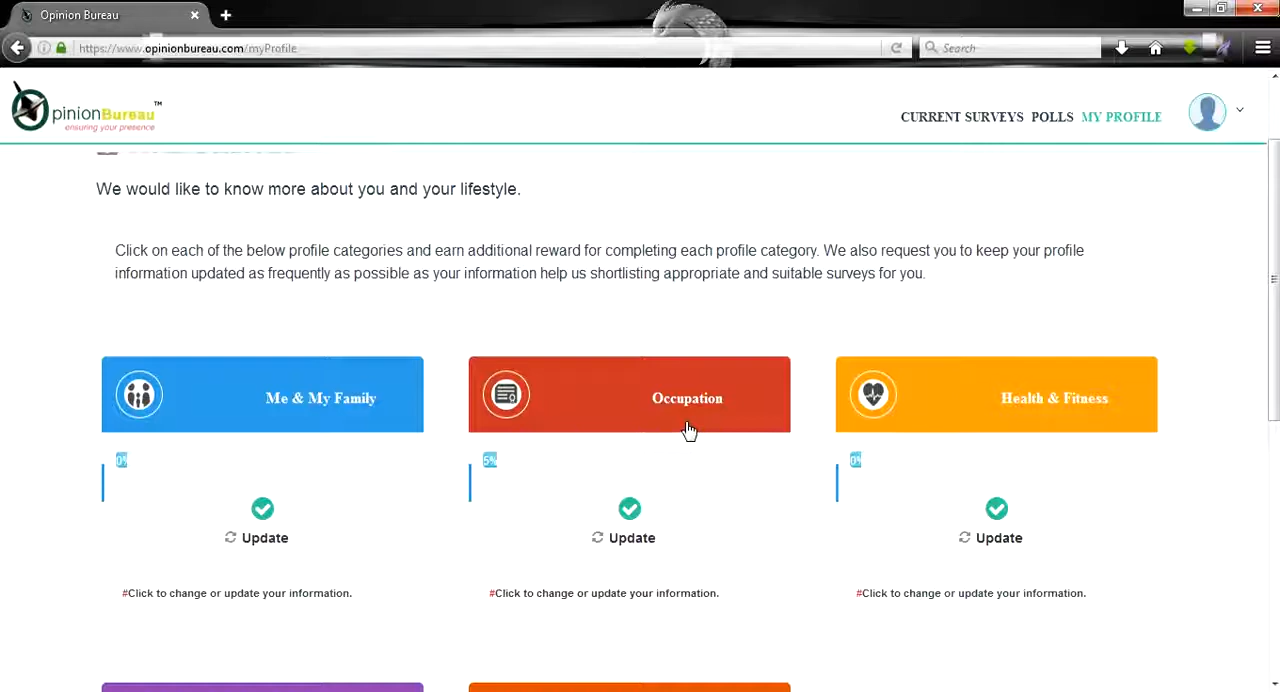 Opinion Bureau
https://www.opinionbureau.com/myProfile
Search
pinionBureau™
ensuring your presence
CURRENT SURVEYS POLLS MY PROFILE
We would like to know more about you and your lifestyle.
Click on each of the below profile categories and earn additional reward for completing each profile category. We also request you to keep your profile
information updated as frequently as possible as your information help us shortlisting appropriate and suitable surveys for you.
Me & My Family
Occupation
Health & Fitness
0%
5%
0%
Update
Update
Update
#Click to change or update your information.
#Click to change or update your information.
#Click to change or update your information.